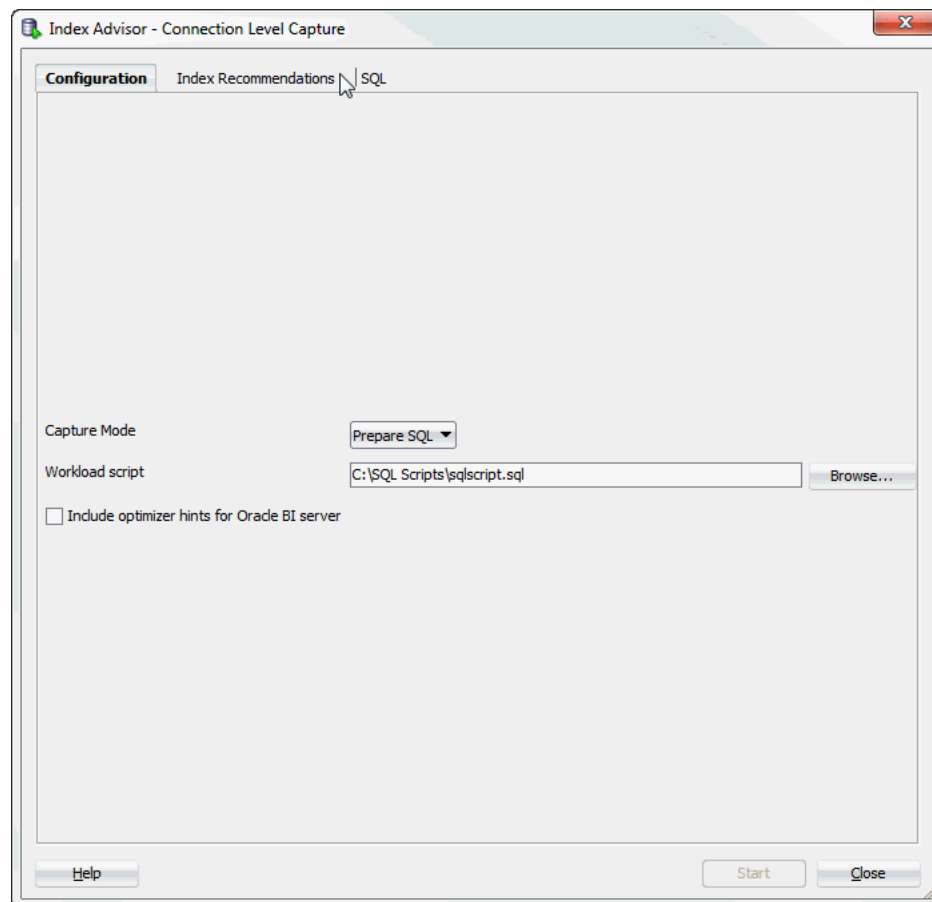 Index Advisor - Connection Level Capture
Configuration Index Recommendations SQL
Capture Mode Prepare SQL
Workload script C:\SQL Scripts\sqlscript.sql Browse...
Include optimizer hints for Oracle BI server
Help Start Close